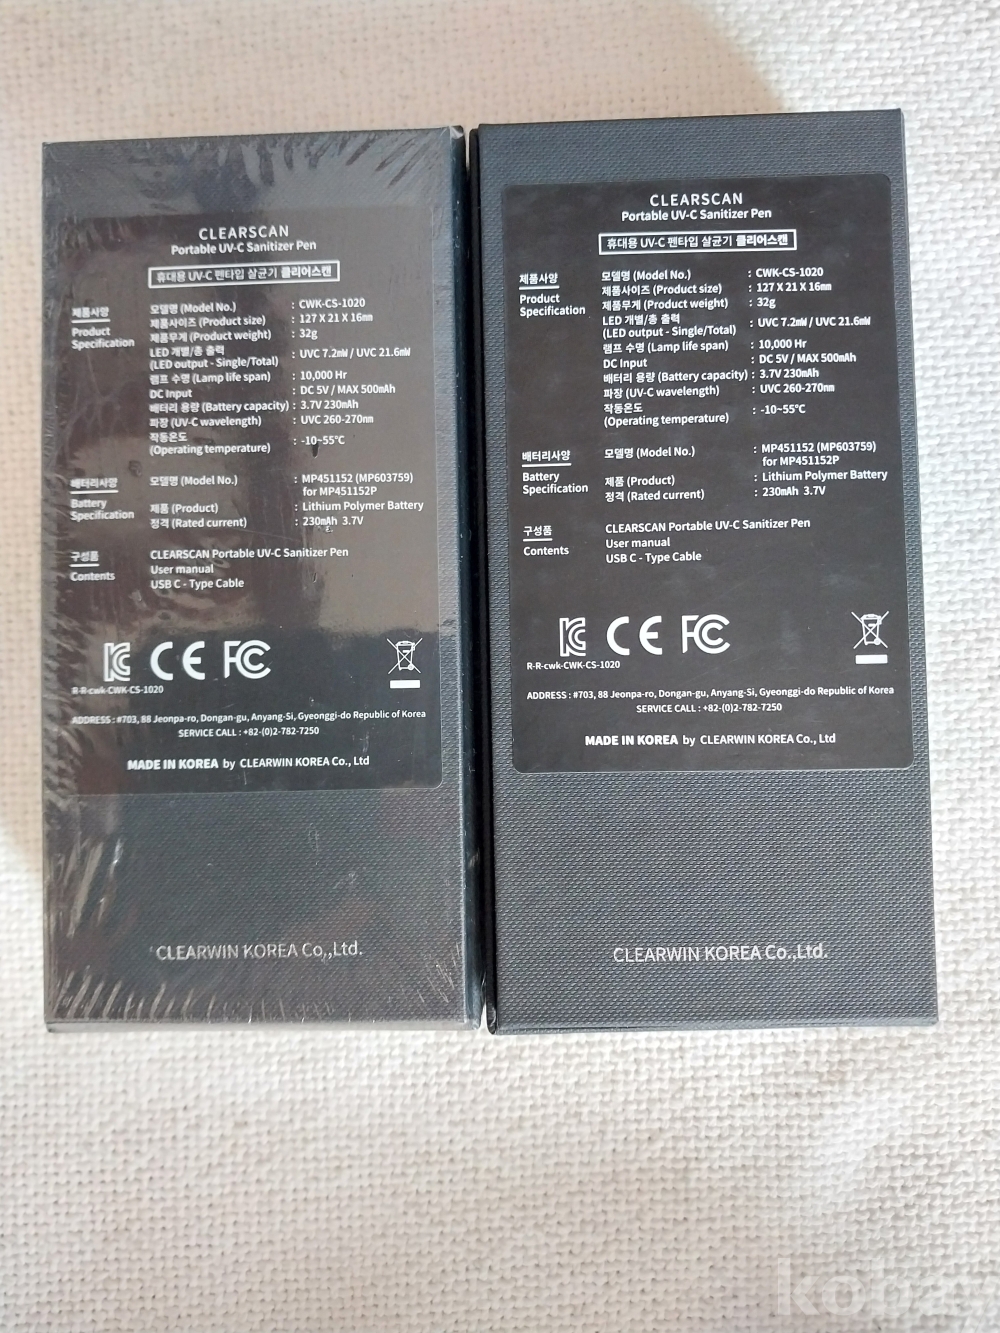 CLEARSCAN
Portable UV-C Sanitizer Pen
휴대용 UV-C 펜타입 살균기 클리어스캔
제품사양
Product
Specification
모델명 (Model No.) : CWK-CS-1020
제품사이즈 (Product size) : 127 X 21 X 16mm
제품무게 (Product weight) : 32g
LED 개별/총 출력
(LED output - Single/Total) : UVC 7.2mW / UVC 21.6mW
램프 수명 (Lamp life span) : 10,000 Hr
DC Input : DC 5V / MAX 500mAh
배터리 용량 (Battery capacity) : 3.7V 230mAh
파장 (UV-C wavelength) : UVC 260-270nm
작동온도
(Operating temperature) : -10~55℃
배터리사양
Battery
Specification
모델명 (Model No.) : MP451152 (MP603759)
for MP451152P
제품 (Product) : Lithium Polymer Battery
정격 (Rated current) : 230mAh 3.7V
구성품
Contents
CLEARSCAN Portable UV-C Sanitizer Pen
User manual
USB C - Type Cable
KC CE FC
R-R-cwk-CWK-CS-1020
ADDRESS : #703, 88 Jeonpa-ro, Dongan-gu, Anyang-Si, Gyeonggi-do Republic of Korea
SERVICE CALL : +82-(0)2-782-7250
MADE IN KOREA by CLEARWIN KOREA Co., Ltd
CLEARWIN KOREA Co.,Ltd.
CLEARSCAN
Portable UV-C Sanitizer Pen
휴대용 UV-C 펜타입 살균기 클리어스캔
제품사양
Product
Specification
모델명 (Model No.) : CWK-CS-1020
제품사이즈 (Product size) : 127 X 21 X 16mm
제품무게 (Product weight) : 32g
LED 개별/총 출력
(LED output - Single/Total) : UVC 7.2mW / UVC 21.6mW
램프 수명 (Lamp life span) : 10,000 Hr
DC Input : DC 5V / MAX 500mAh
배터리 용량 (Battery capacity) : 3.7V 230mAh
파장 (UV-C wavelength) : UVC 260-270nm
작동온도
(Operating temperature) : -10~55℃
배터리사양
Battery
Specification
모델명 (Model No.) : MP451152 (MP603759)
for MP451152P
제품 (Product) : Lithium Polymer Battery
정격 (Rated current) : 230mAh 3.7V
구성품
Contents
CLEARSCAN Portable UV-C Sanitizer Pen
User manual
USB C - Type Cable
KC CE FC
R-R-cwk-CWK-CS-1020
ADDRESS : #703, 88 Jeonpa-ro, Dongan-gu, Anyang-Si, Gyeonggi-do Republic of Korea
SERVICE CALL : +82-(0)2-782-7250
MADE IN KOREA by CLEARWIN KOREA Co., Ltd
CLEARWIN KOREA Co.,Ltd.